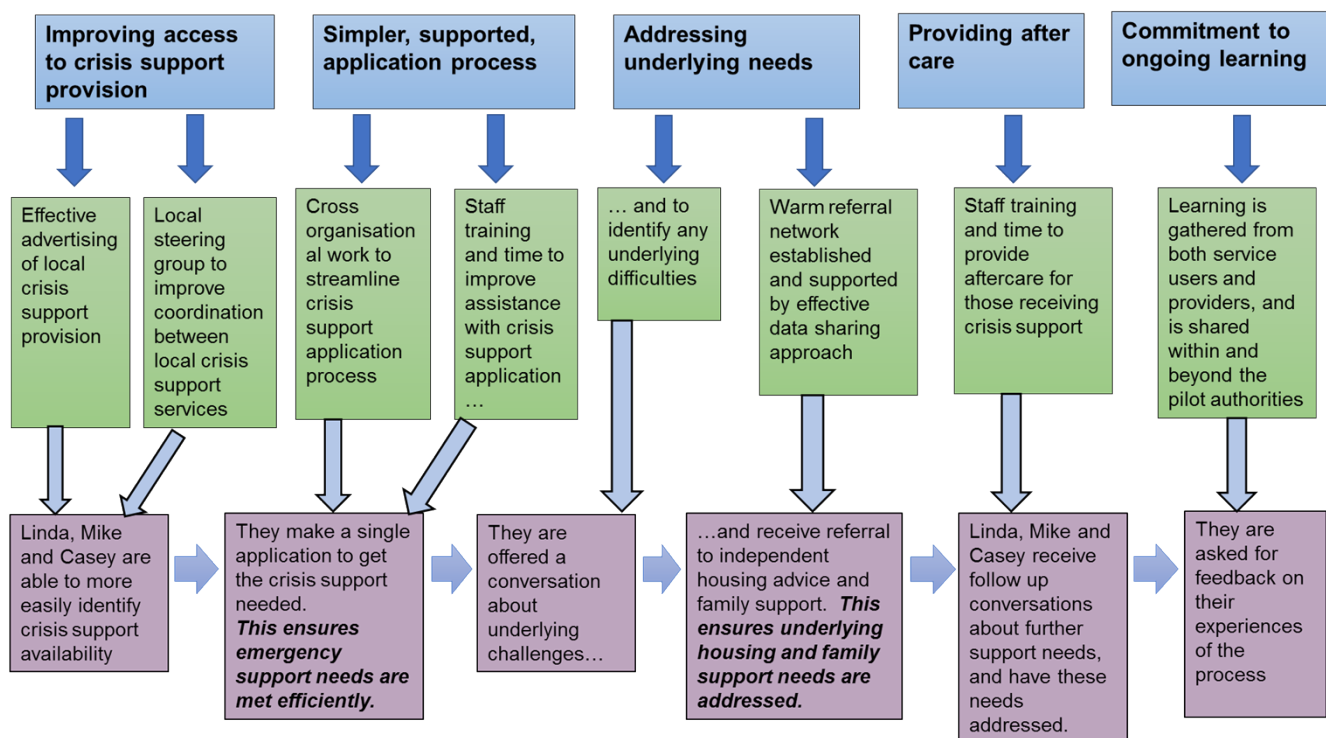 Improving access
to crisis support
provision
Simpler, supported,
application process
Addressing
underlying needs
Providing after
care
Commitment to
ongoing learning
Effective
advertising
of local
crisis
support
provision
Local
steering
group to
improve
coordination
between
local crisis
support
services
Cross
organisation
al work to
streamline
crisis
support
application
process
Staff
training
and time to
improve
assistance
with crisis
support
application
…
… and to
identify any
underlying
difficulties
Warm referral
network
established
and supported
by effective
data sharing
approach
Staff training
and time to
provide
aftercare for
those receiving
crisis support
Learning is
gathered from
both service
users and
providers, and
is shared
within and
beyond the
pilot authorities
Linda, Mike
and Casey are
able to more
easily identify
crisis support
availability
They make a single
application to get
the crisis support
needed.
This ensures
emergency
support needs are
met efficiently.
They are
offered a
conversation
about
underlying
challenges…
…and receive referral
to independent
housing advice and
family support. This
ensures underlying
housing and family
support needs are
addressed.
Linda, Mike and
Casey receive
follow up
conversations
about further
support needs,
and have these
needs
addressed.
They are
asked for
feedback on
their
experiences
of the
process